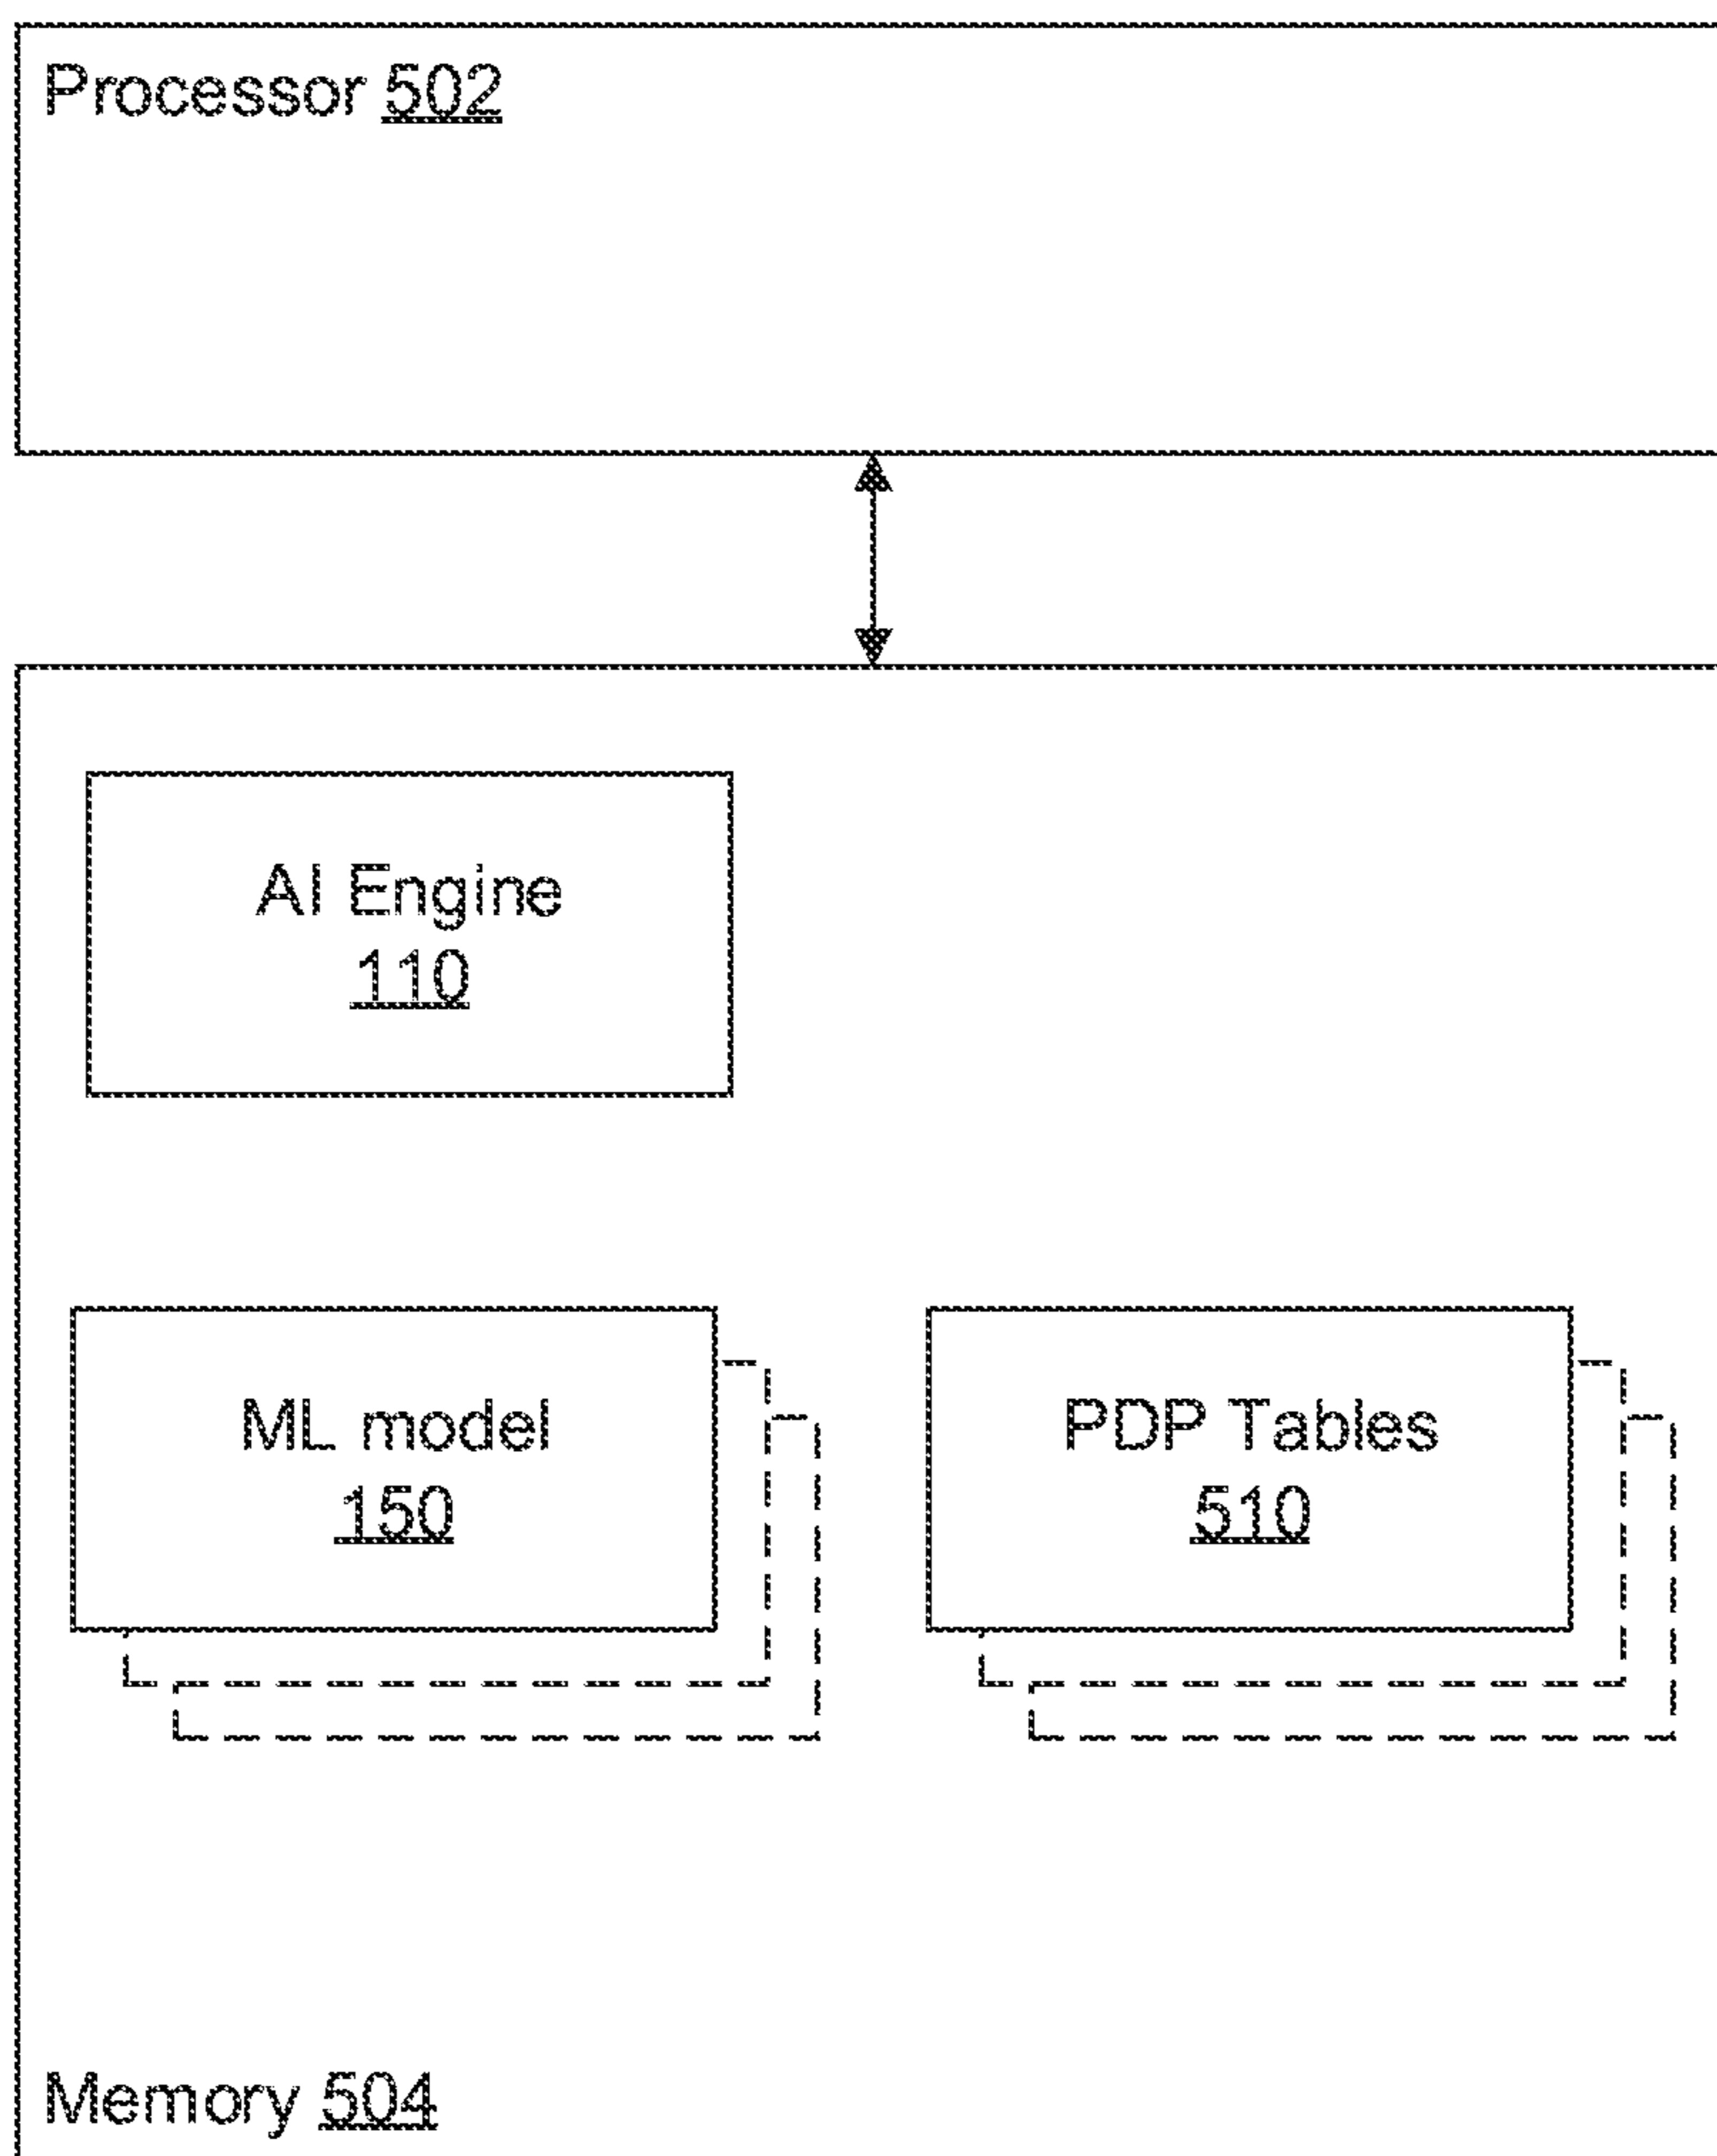 Processor 502
AI Engine
110
ML model
150
PDP Tables
510
Memory 504